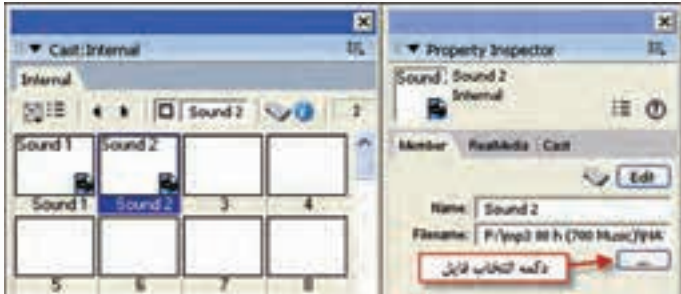 Cast:Internal
Internal
Sound 2
2
Sound 1
Sound 2
Sound 1
Sound 2
3
4
5
6
7
8
Property Inspector
Sound
Sound 2
Internal
Member
RealMedia
Cast
Edit
Name: Sound 2
Filename:
...
دکمه انتخاب فایل